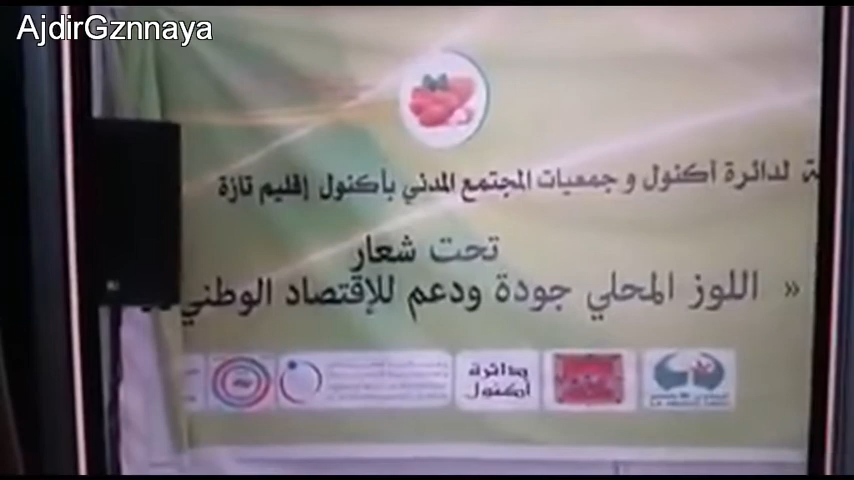 AjdirGznnaya
لدائرة أكنول و جمعيات المجتمع المدني بأكنول إقليم تازة
تحت شعار
« اللوز المحلي جودة ودعم للإقتصاد الوطني
دائرة
أكنول